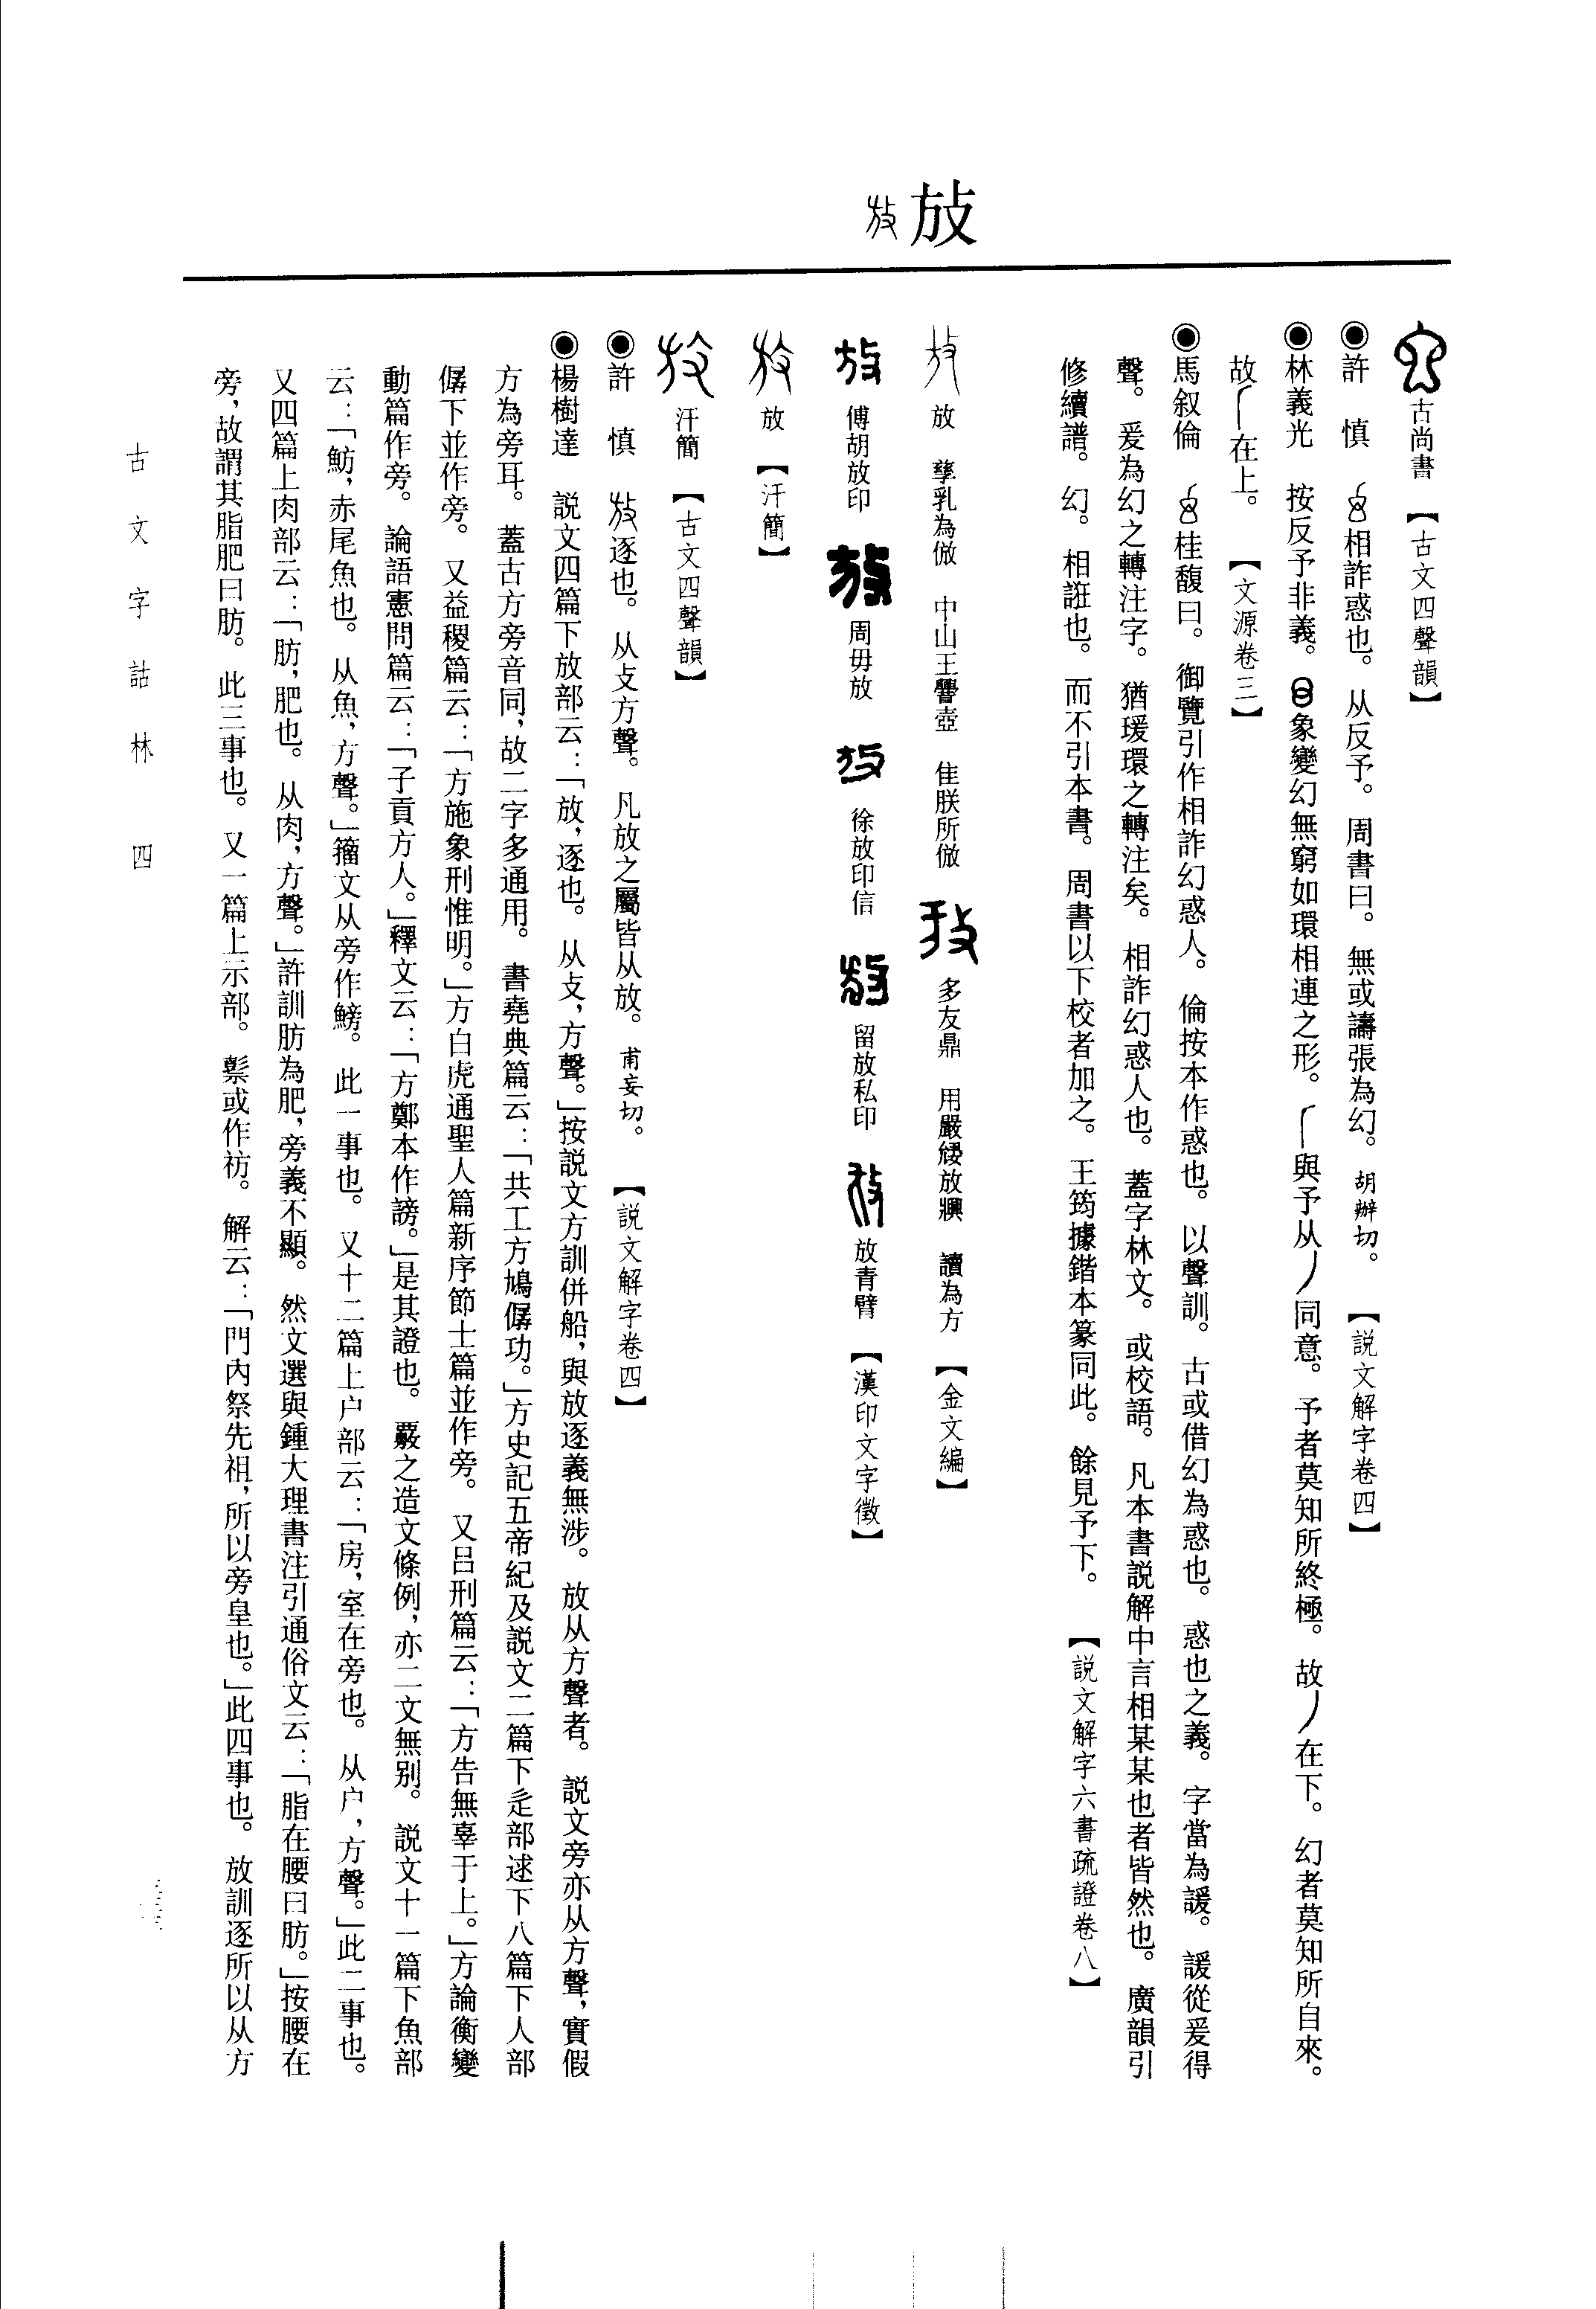 放
古尚書 【古文四聲韻】
◉許 慎 相詐惑也。从反予。周書曰。無或譸張為幻。胡辦切。 【説文解字卷四】
◉林義光 按反予非義。象變幻無窮如環相連之形。與予从丿同意。予者莫知所終極。故丿在下。幻者莫知所自來。
故在上。 【文源卷三】
◉馬叙倫 桂馥曰。御覽引作相詐幻惑人。倫按本作惑也。以聲訓。古或借幻為惑也。惑也之義。字當為諼。諼從爰得
聲。爰為幻之轉注字。猶瑗環之轉注矣。相詐幻惑人也。蓋字林文。或校語。凡本書説解中言相某某也者皆然也。廣韻引
修續譜。幻。相誑也。而不引本書。周書以下校者加之。王筠據鍇本篆同此。餘見予下。 【説文解字六書疏證卷八】
放 孳乳為倣 中山王䜮壺 隹朕所倣 多友鼎 用嚴𤞷放𤞞 讀為方 【金文編】
傅胡放印 周毋放 徐放印信 留放私印 放青臂 【漢印文字徵】
放 【汗簡】
汗簡 【古文四聲韻】
◉許 慎 逐也。从攴方聲。凡放之屬皆从放。甫妄切。 【説文解字卷四】
◉楊樹達 説文四篇下放部云：「放，逐也。从攴，方聲。」按説文方訓併船，與放逐義無涉。放从方聲者。説文旁亦从方聲，實假
方為旁耳。蓋古方旁音同，故二字多通用。書堯典篇云：「共工方鳩僝功。」方史記五帝紀及説文二篇下辵部逑下八篇下人部
僝下並作旁。又益稷篇云：「方施象刑惟明。」方白虎通聖人篇新序節士篇並作旁。又呂刑篇云：「方告無辜于上。」方論衡變
動篇作旁。論語憲問篇云：「子貢方人。」釋文云：「方鄭本作謗。」是其證也。覈之造文條例，亦二文無別。説文十一篇下魚部
云：「魴，赤尾魚也。从魚，方聲。」籀文从旁作鰟。此一事也。又十二篇上户部云：「房，室在旁也。从户，方聲。」此二事也。
又四篇上肉部云：「肪，肥也。从肉，方聲。」許訓肪為肥，旁義不顯。然文選與鍾大理書注引通俗文云：「脂在腰曰肪。」按腰在
旁，故謂其脂肥曰肪。此三事也。又一篇上示部。䄘或作祊。解云：「門內祭先祖，所以旁皇也。」此四事也。放訓逐所以从方
古文字詁林 四